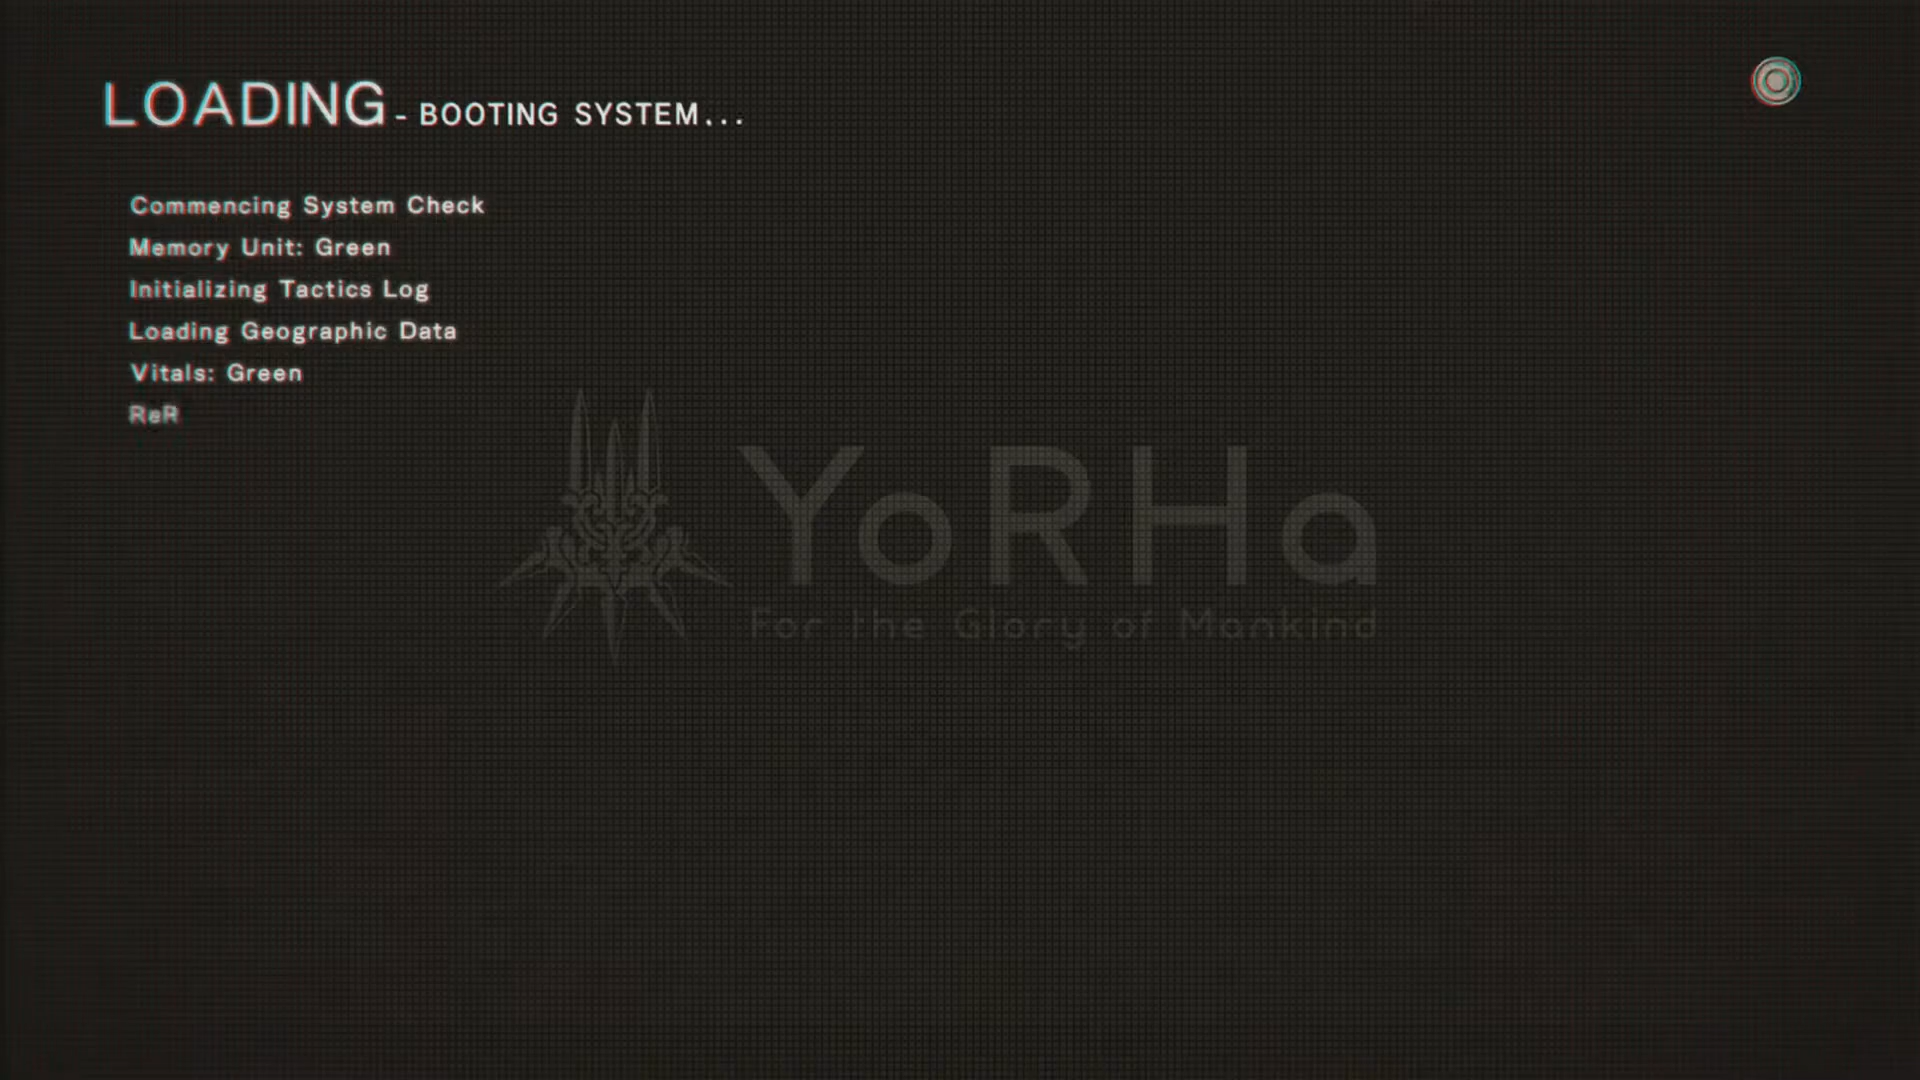 LOADING - BOOTING SYSTEM...
Commencing System Check
Memory Unit: Green
Initializing Tactics Log
Loading Geographic Data
Vitals: Green
ReR
YoRHa
For the Glory of Mankind